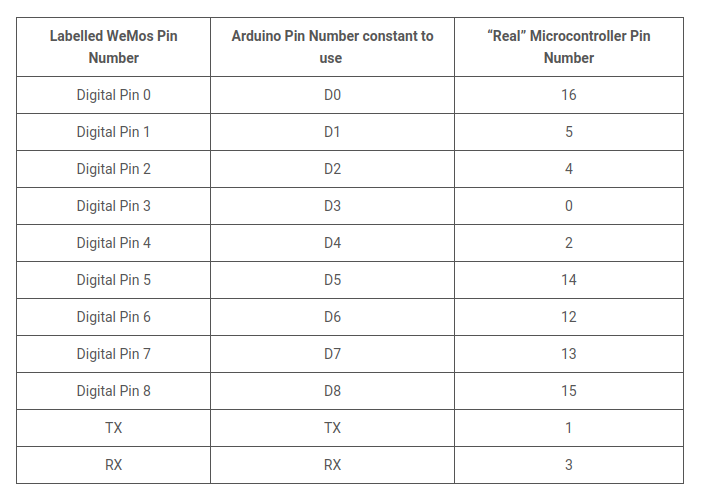 Labelled WeMos Pin Number Arduino Pin Number constant to use “Real” Microcontroller Pin Number
Digital Pin 0 D0 16
Digital Pin 1 D1 5
Digital Pin 2 D2 4
Digital Pin 3 D3 0
Digital Pin 4 D4 2
Digital Pin 5 D5 14
Digital Pin 6 D6 12
Digital Pin 7 D7 13
Digital Pin 8 D8 15
TX TX 1
RX RX 3